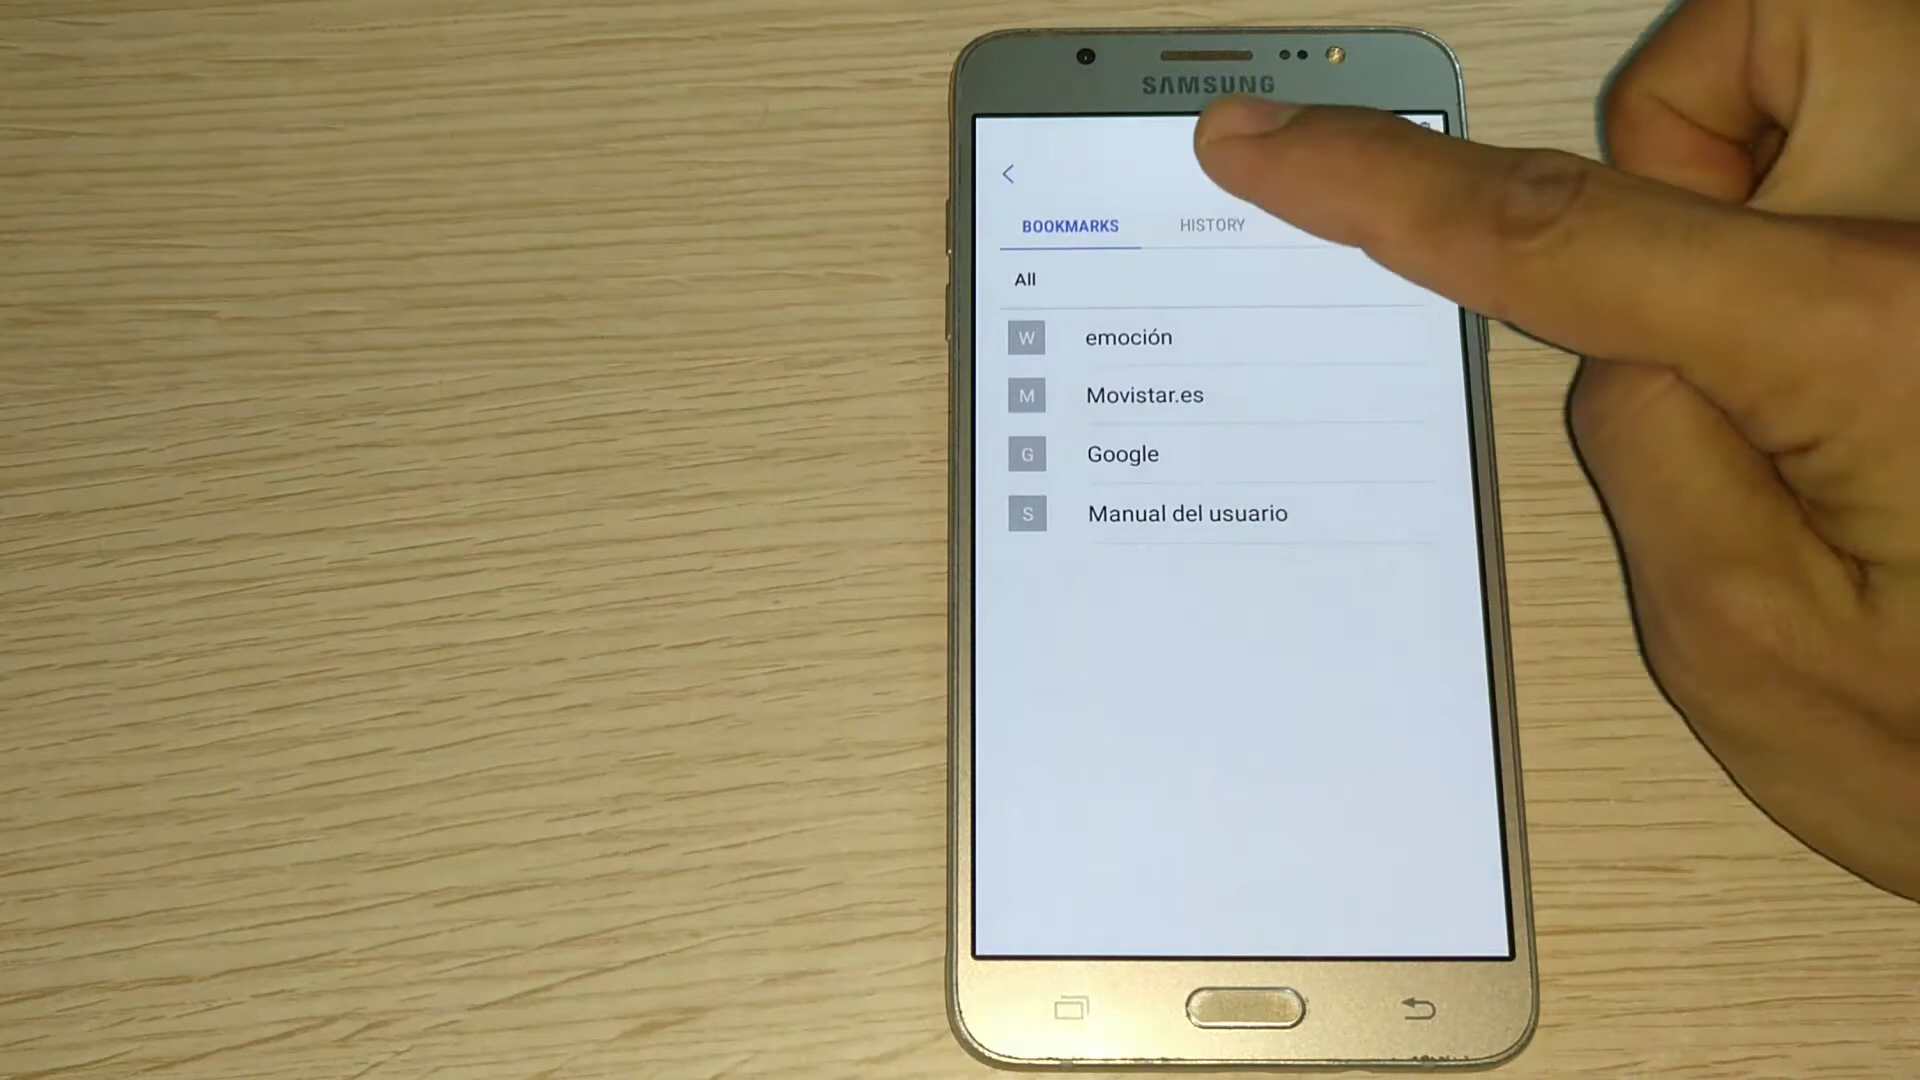 SAMSUNG
BOOKMARKS HISTORY
All
W emoción
M Movistar.es
G Google
S Manual del usuario